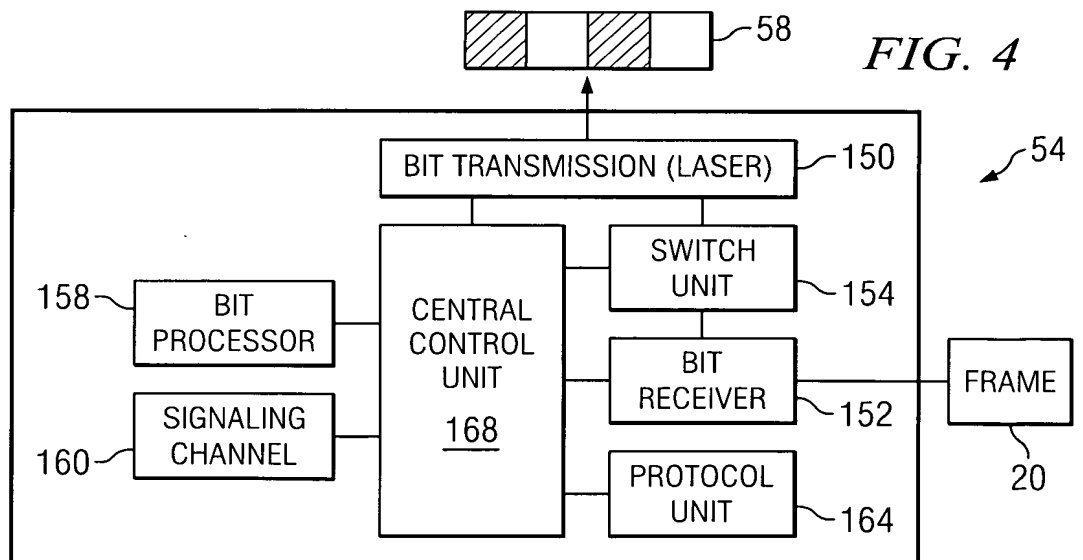 58
FIG. 4
54
BIT TRANSMISSION (LASER)
150
SWITCH
UNIT
154
158
BIT
PROCESSOR
CENTRAL
CONTROL
UNIT
168
BIT
RECEIVER
152
FRAME
20
SIGNALING
CHANNEL
160
PROTOCOL
UNIT
164